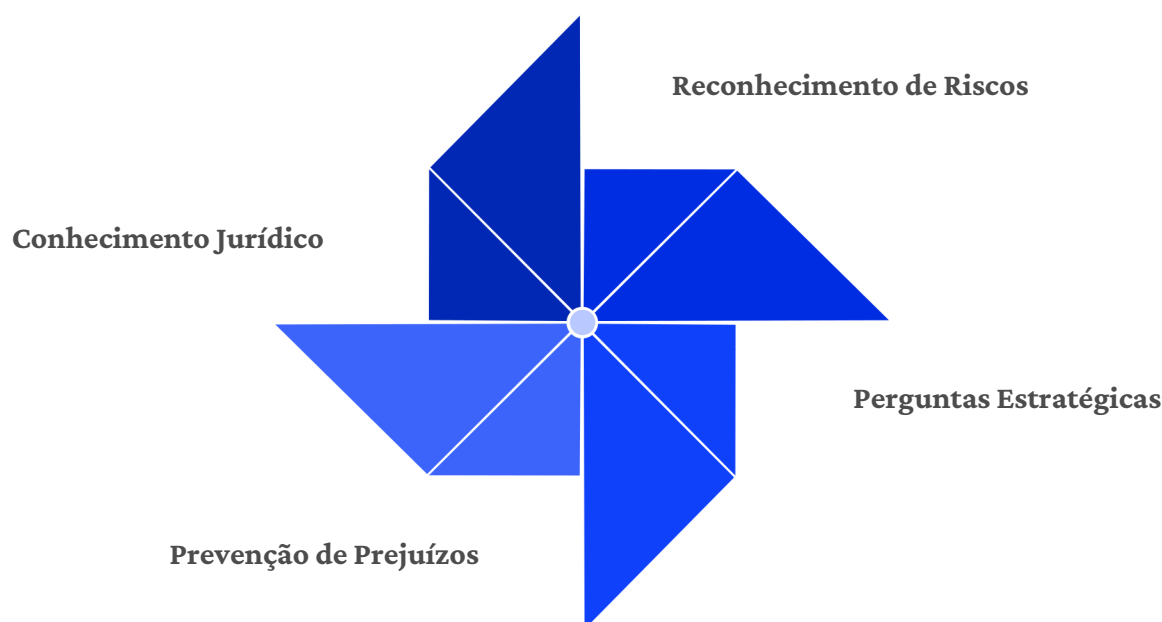 Reconhecimento de Riscos
Conhecimento Jurídico
Perguntas Estratégicas
Prevenção de Prejuízos